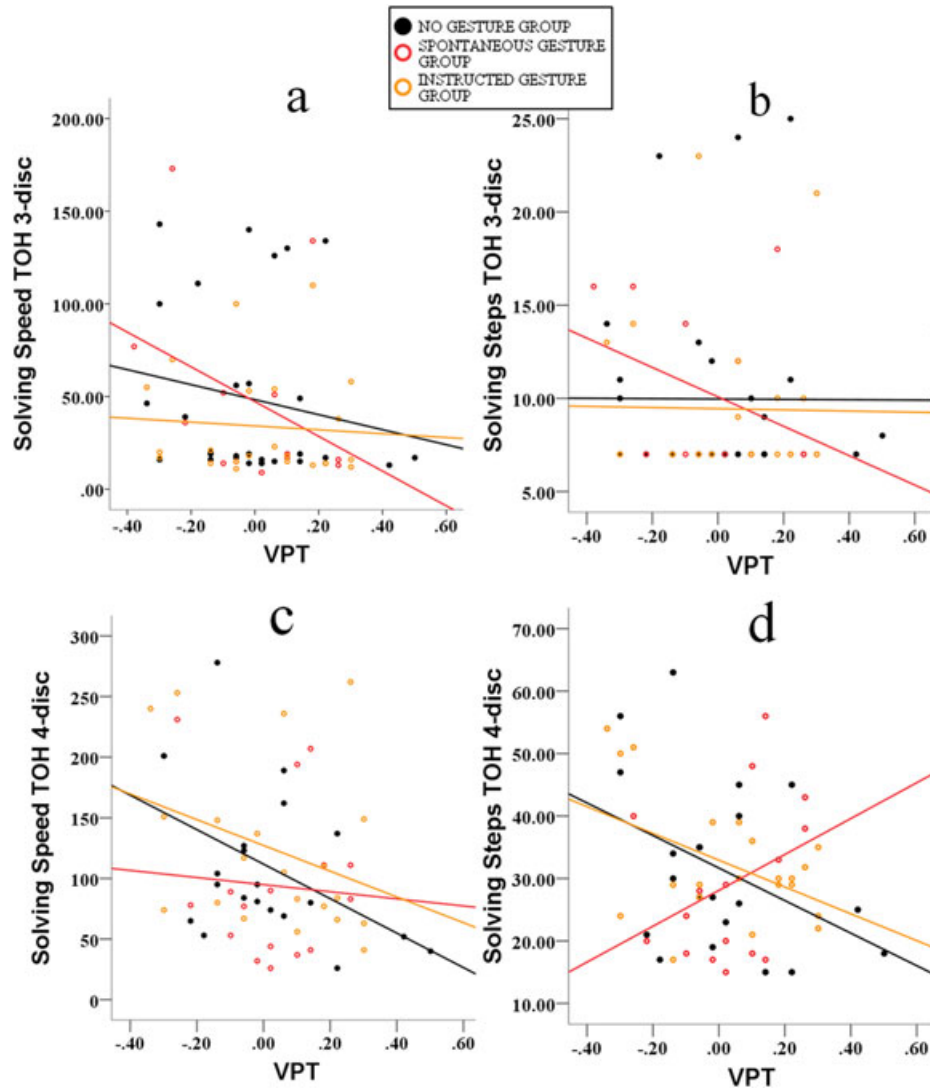 NO GESTURE GROUP
SPONTANEOUS GESTURE
GROUP
INSTRUCTED GESTURE
GROUP
a
200.00
150.00
100.00
50.00
.00
Solving Speed TOH 3-disc
-.40 -.20 .00 .20 .40 .60
VPT
b
25.00
20.00
15.00
10.00
5.00
Solving Steps TOH 3-disc
-.40 -.20 .00 .20 .40 .60
VPT
c
300
250
200
150
100
50
0
Solving Speed TOH 4-disc
-.40 -.20 .00 .20 .40 .60
VPT
d
70.00
60.00
50.00
40.00
30.00
20.00
10.00
Solving Steps TOH 4-disc
-.40 -.20 .00 .20 .40 .60
VPT